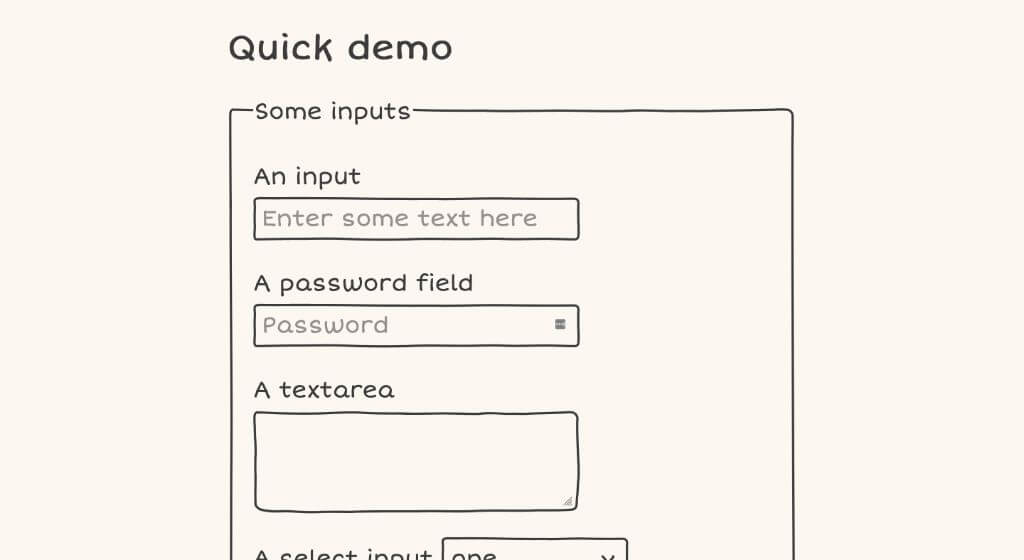 Quick demo
Some inputs
An input
Enter some text here
A password field
Password
A textarea
A select input one